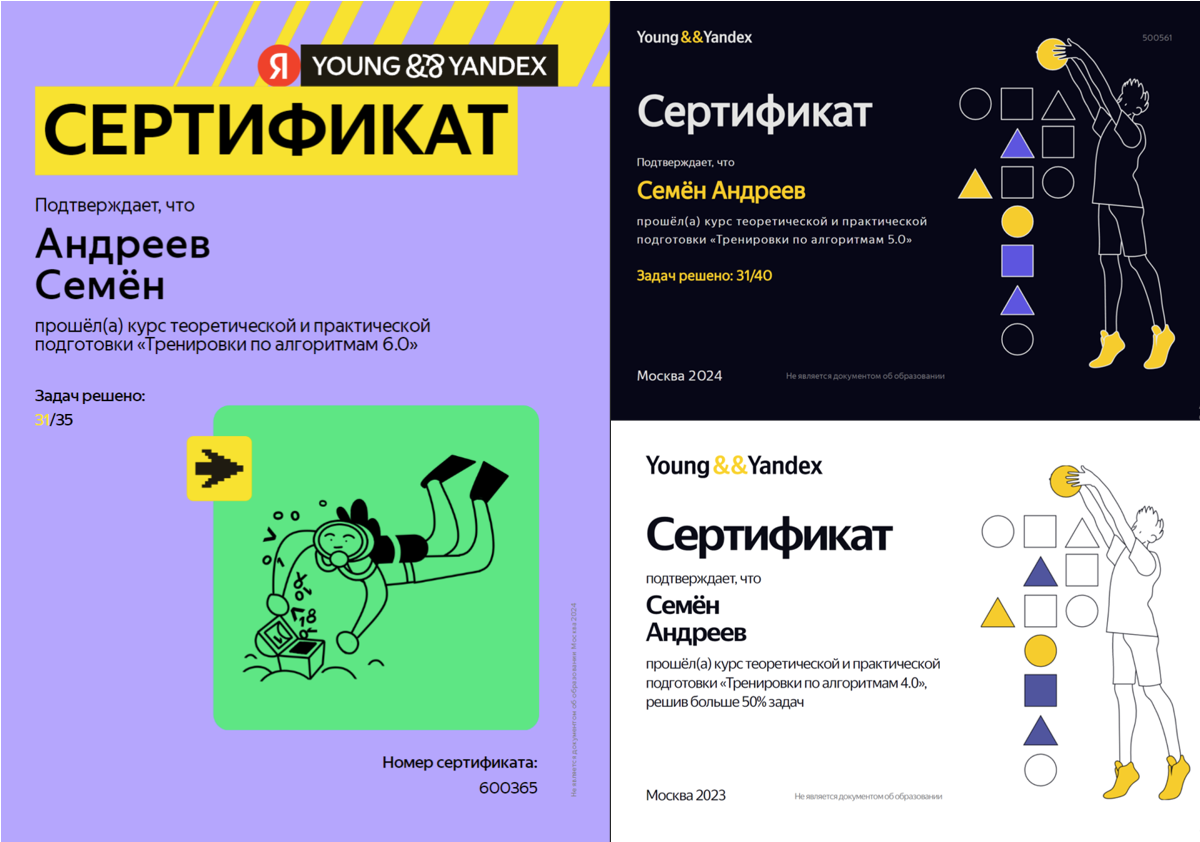 Я YOUNG && YANDEX
СЕРТИФИКАТ
Подтверждает, что
Андреев
Семён
прошёл(а) курс теоретической и практической
подготовки «Тренировки по алгоритмам 6.0»
Задач решено:
31/35
18
Номер сертификата:
600365
Не является документом об образовании Москва 2024
Young&&Yandex
500561
Сертификат
Подтверждает, что
Семён Андреев
прошёл(а) курс теоретической и практической
подготовки «Тренировки по алгоритмам 5.0»
Задач решено: 31/40
Москва 2024
Не является документом об образовании
Young&&Yandex
Сертификат
подтверждает, что
Семён
Андреев
прошёл(а) курс теоретической и практической
подготовки «Тренировки по алгоритмам 4.0»,
решив больше 50% задач
Москва 2023
Не является документом об образовании